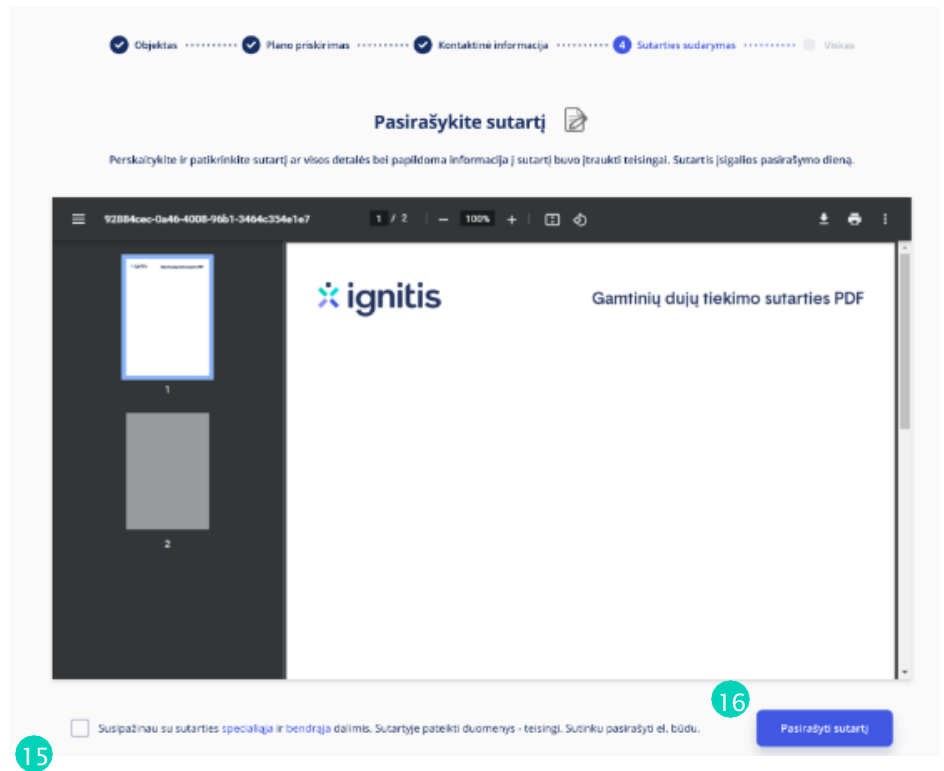 Objektas Plano priskirimas Kontaktinė informacija 4 Sutarties sudarymas Viskas
Pasirašykite sutartį
Perskaitykite ir patikrinkite sutartį ar visos detalės bei papildoma informacija į sutartį buvo įtraukti teisingai. Sutartis įsigalios pasirašymo dieną.
92884cec-0a46-4008-96b1-3464c354e1e7 1 / 2 | − 100% + |
ignitis Gamtinių dujų tiekimo sutarties PDF
1
2
16
Susipažinau su sutarties specialiąja ir bendrąja dalimis. Sutartyje pateikti duomenys - teisingi. Sutinku pasirašyti el. būdu. Pasirašyti sutartį
15